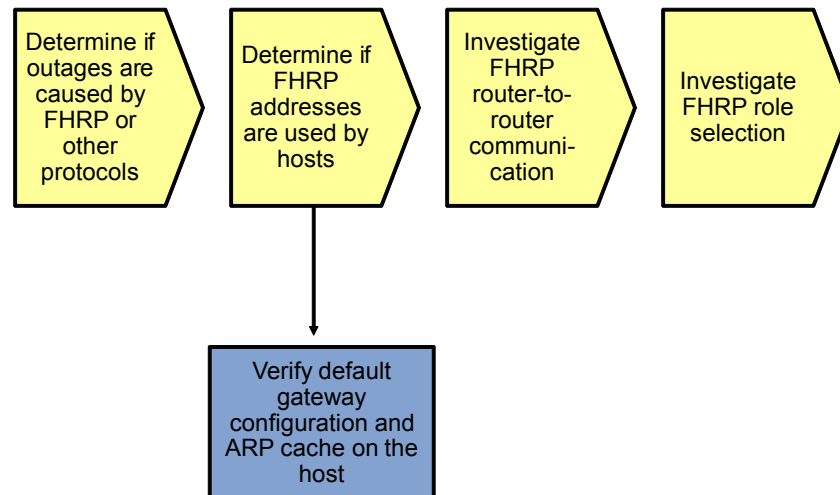 Determine if
outages are
caused by
FHRP or
other
protocols
Determine if
FHRP
addresses
are used by
hosts
Investigate
FHRP
router-to-
router
communi-
cation
Investigate
FHRP role
selection
Verify default
gateway
configuration and
ARP cache on the
host